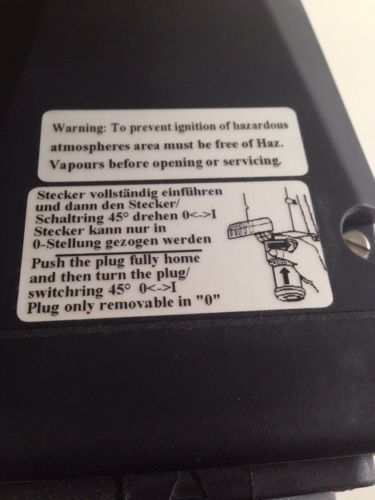 Warning: To prevent ignition of hazardous
atmospheres area must be free of Haz.
Vapours before opening or servicing.
Stecker vollständig einführen
und dann den Stecker/
Schaltring 45° drehen 0<->I
Stecker kann nur in
0-Stellung gezogen werden
Push the plug fully home
and then turn the plug/
switchring 45° 0<->I
Plug only removable in "0"